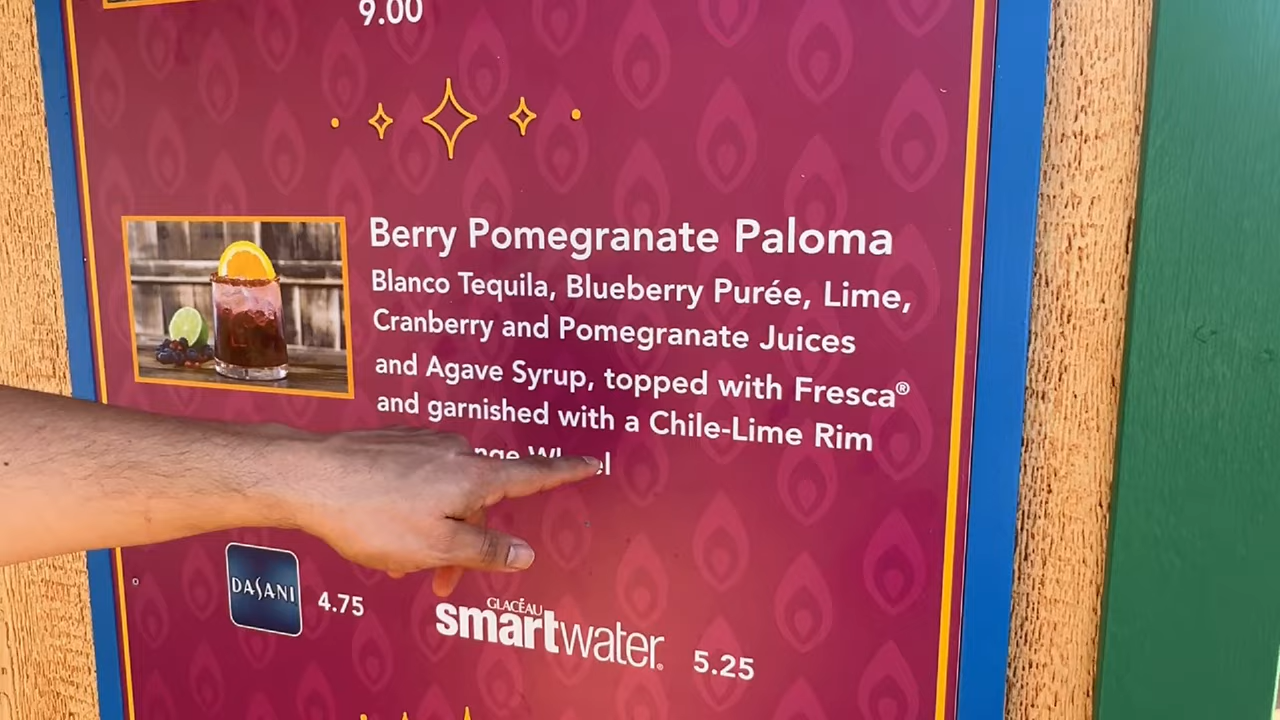 9.00
Berry Pomegranate Paloma
Blanco Tequila, Blueberry Purée, Lime,
Cranberry and Pomegranate Juices
and Agave Syrup, topped with Fresca®
and garnished with a Chile-Lime Rim
DASANI 4.75
GLACÉAU
smartwater. 5.25